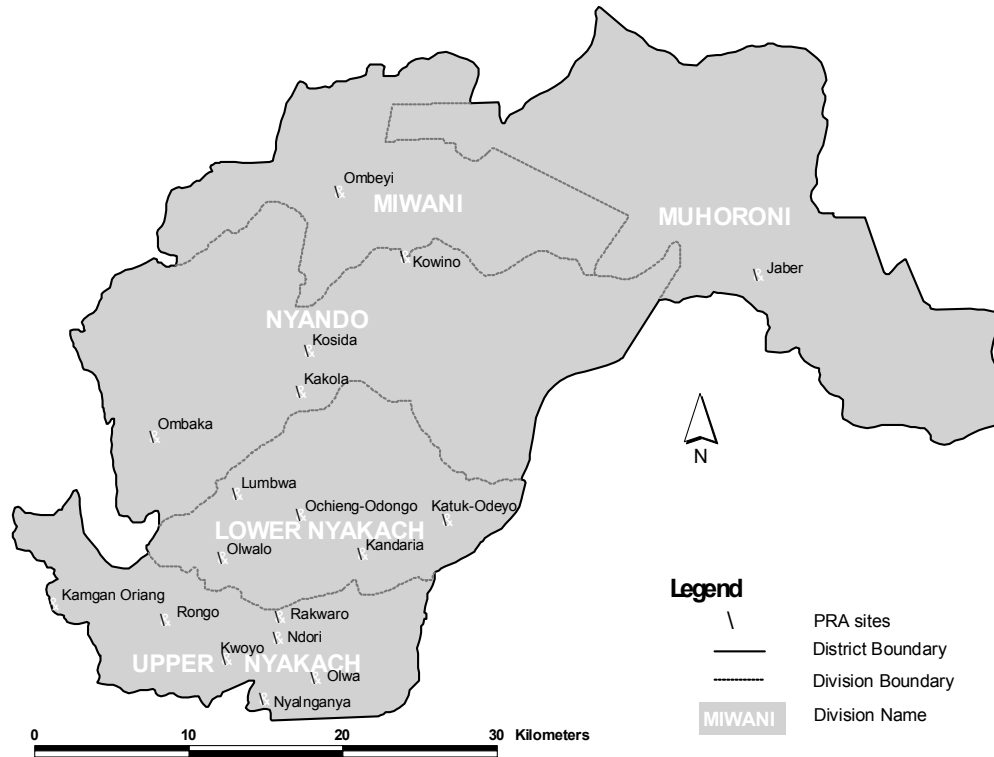 Ombeyi
MIWANI
MUHORONI
Kowino
Jaber
NYANDO
Kosida
Kakola
Ombaka
N
Lumbwa
Ochieng-Odongo
Katuk-Odeyo
LOWER NYAKACH
Olwalo
Kandaria
Kamgan Oriang
Rongo
Rakwaro
Ndori
Kwoyo
UPPER NYAKACH
Olwa
Nyalnganya
Legend
PRA sites
District Boundary
Division Boundary
MIWANI Division Name
0 10 20 30 Kilometers